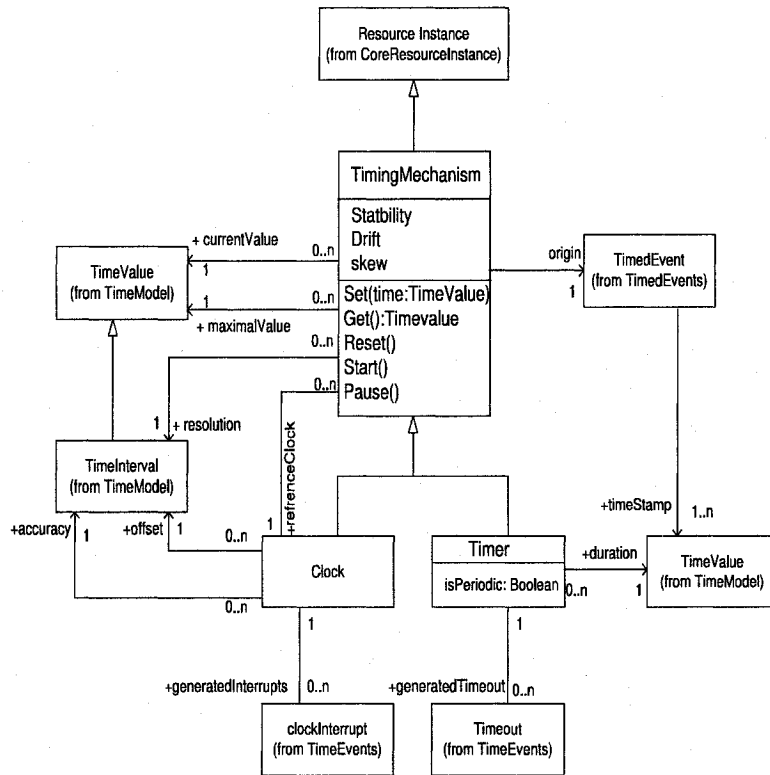 Resource Instance
(from CoreResourceInstance)
TimingMechanism
Statbility
Drift
skew
Set(time:TimeValue)
Get():Timevalue
Reset()
Start()
Pause()
+ currentValue
0..n
1
TimeValue
(from TimeModel)
1
0..n
+ maximalValue
0..n
1
+ resolution
0..n
origin
1
TimedEvent
(from TimedEvents)
+refrenceClock
1
TimeInterval
(from TimeModel)
+accuracy
1
+offset
1
0..n
0..n
Clock
Timer
isPeriodic: Boolean
+timeStamp
1..n
+duration
0..n
1
TimeValue
(from TimeModel)
1
+generatedInterrupts
0..n
1
+generatedTimeout
0..n
clockInterrupt
(from TimeEvents)
Timeout
(from TimeEvents)